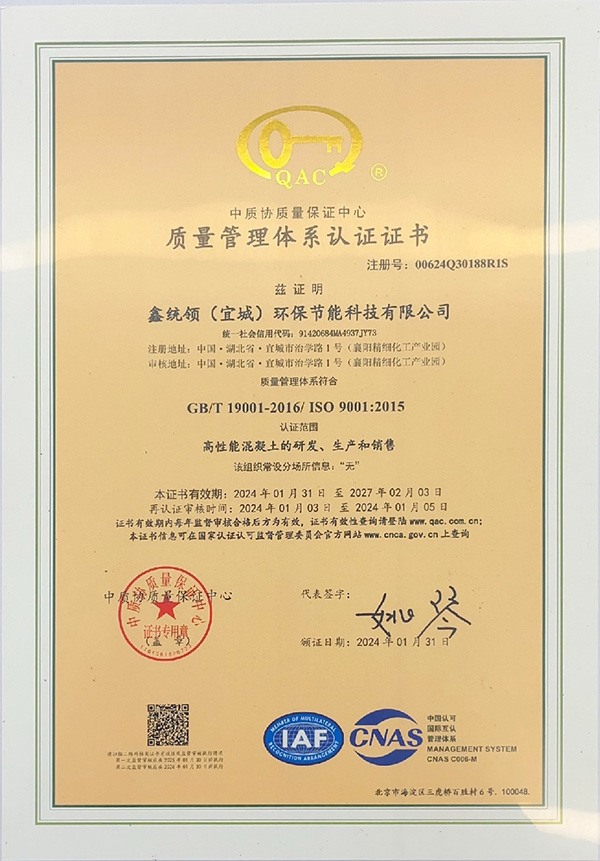 QAC
®
中质协质量保证中心
质量管理体系认证证书
注册号：00624Q30188R1S
兹证明
鑫统领（宜城）环保节能科技有限公司
统一社会信用代码：91420684MA4937JY73
注册地址：中国·湖北省·宜城市治学路1号（襄阳精细化工产业园）
审核地址：中国·湖北省·宜城市治学路1号（襄阳精细化工产业园）
质量管理体系符合
GB/T 19001-2016/ ISO 9001:2015
认证范围
高性能混凝土的研发、生产和销售
该组织常设分场所信息：“无”
本证书有效期：2024年01月31日 至 2027年02月03日
再认证审核时间：2024年01月03日 至 2024年01月05日
证书有效期内每年监督审核合格后方为有效，证书有效性查询请登陆www.qac.com.cn;
本证书信息可在国家认证认可监督管理委员会官方网站www.cnca.gov.cn上查询
中质协质量保证中心
（盖 章）
中质协质量保证中心
证书专用章
代表签字：
颁证日期：2024年01月31日
MEMBER OF MULTILATERAL
IAF
RECOGNITION ARRANGEMENT
CNAS
中国认可
国际互认
管理体系
MANAGEMENT SYSTEM
CNAS C006-M
北京市海淀区三虎桥百胜村6号. 100048.